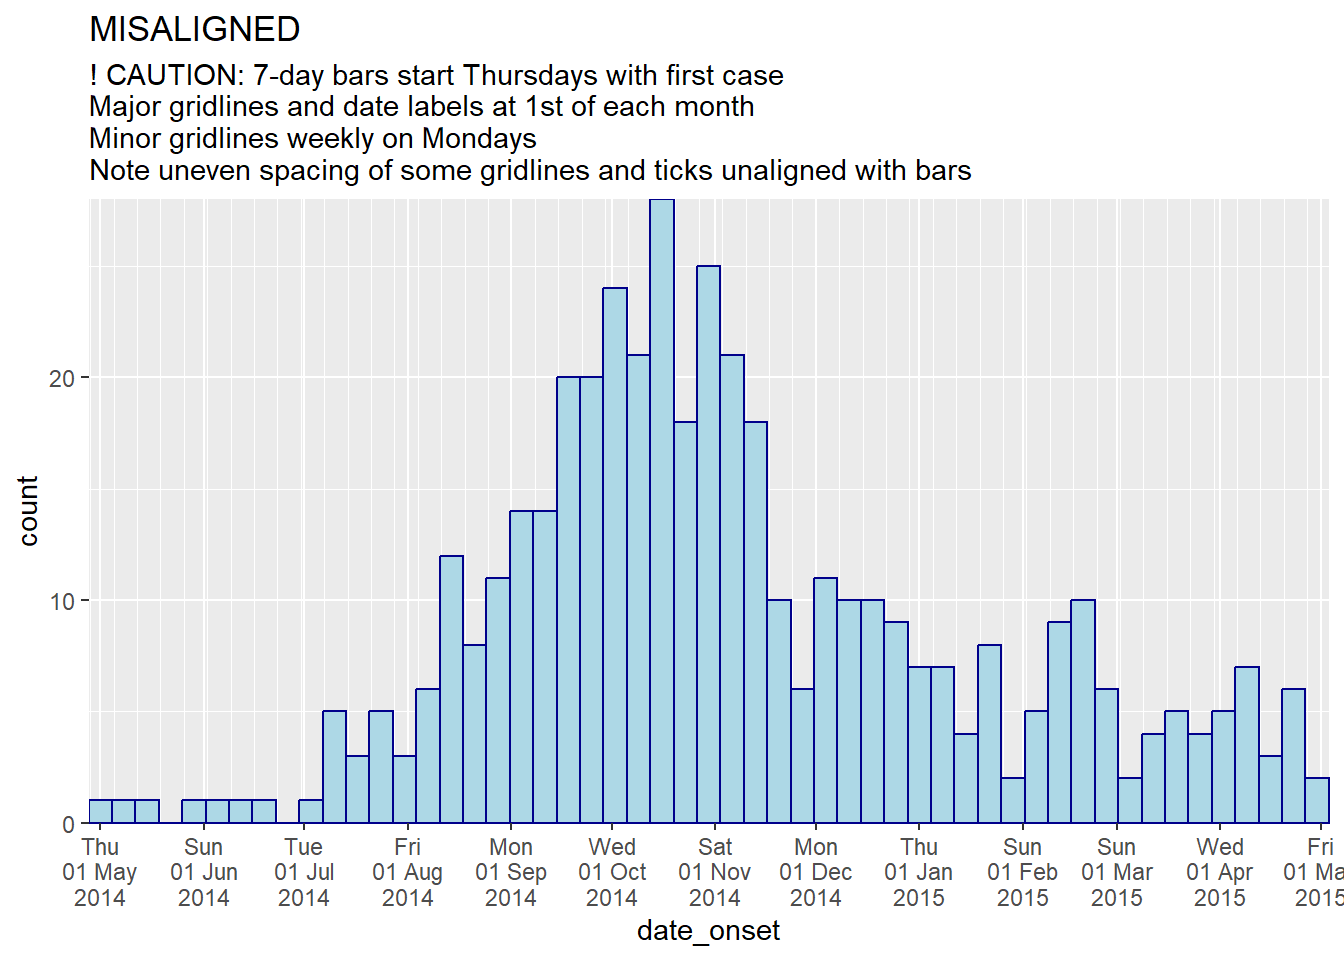 MISALIGNED
! CAUTION: 7-day bars start Thursdays with first case
Major gridlines and date labels at 1st of each month
Minor gridlines weekly on Mondays
Note uneven spacing of some gridlines and ticks unaligned with bars
20
10
0
count
Thu Sun Tue Fri Mon Wed Sat Mon Thu Sun Sun Wed Fri
01 May 01 Jun 01 Jul 01 Aug 01 Sep 01 Oct 01 Nov 01 Dec 01 Jan 01 Feb 01 Mar 01 Apr 01 Ma
2014 2014 2014 2014 2014 2014 2014 2014 2015 2015 2015 2015 2015
date_onset